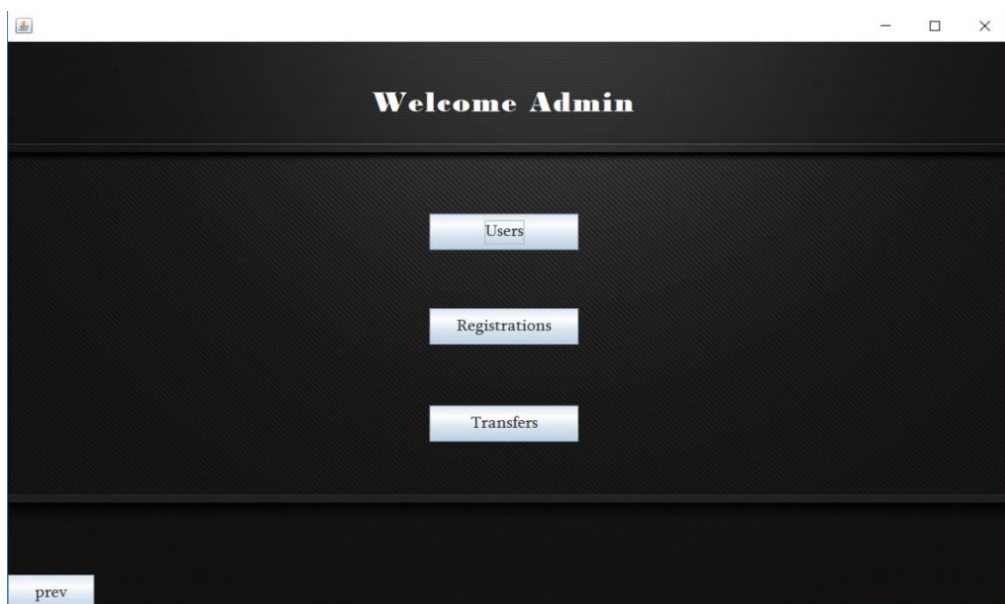 Welcome Admin
Users
Registrations
Transfers
prev